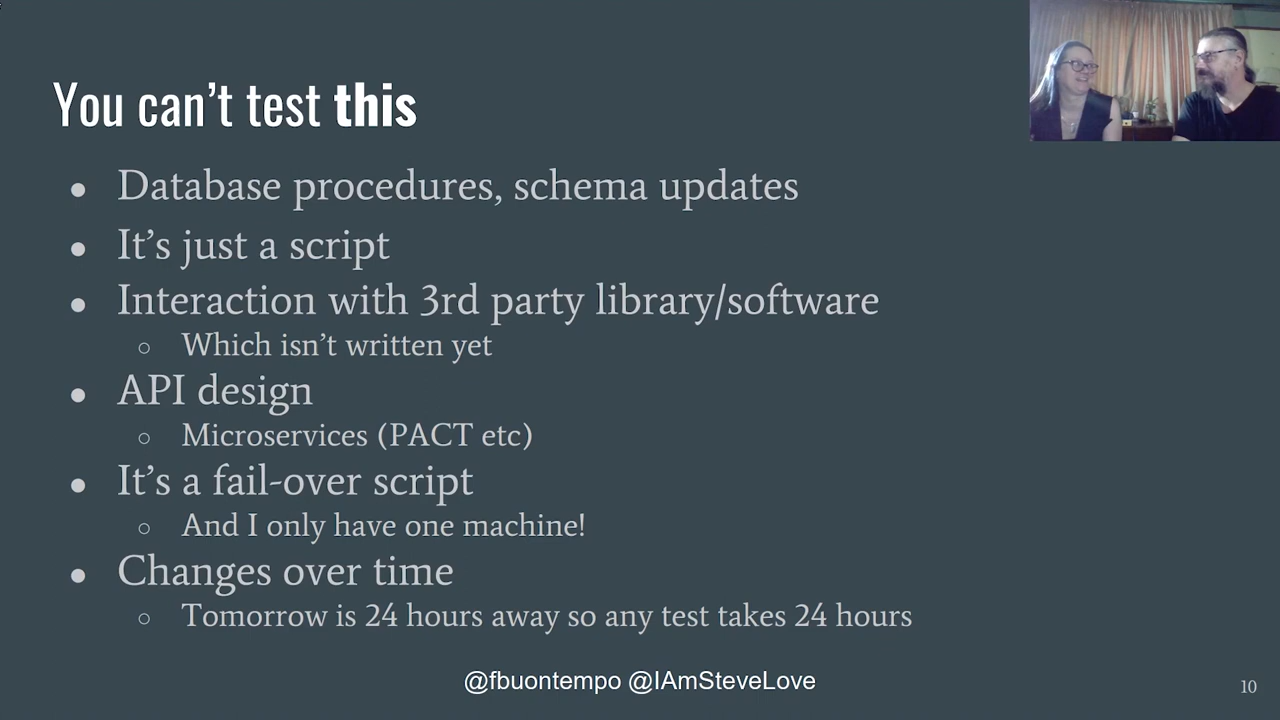 You can’t test this
● Database procedures, schema updates
● It’s just a script
● Interaction with 3rd party library/software
○ Which isn’t written yet
● API design
○ Microservices (PACT etc)
● It’s a fail-over script
○ And I only have one machine!
● Changes over time
○ Tomorrow is 24 hours away so any test takes 24 hours
@fbuontempo @IAmSteveLove
10